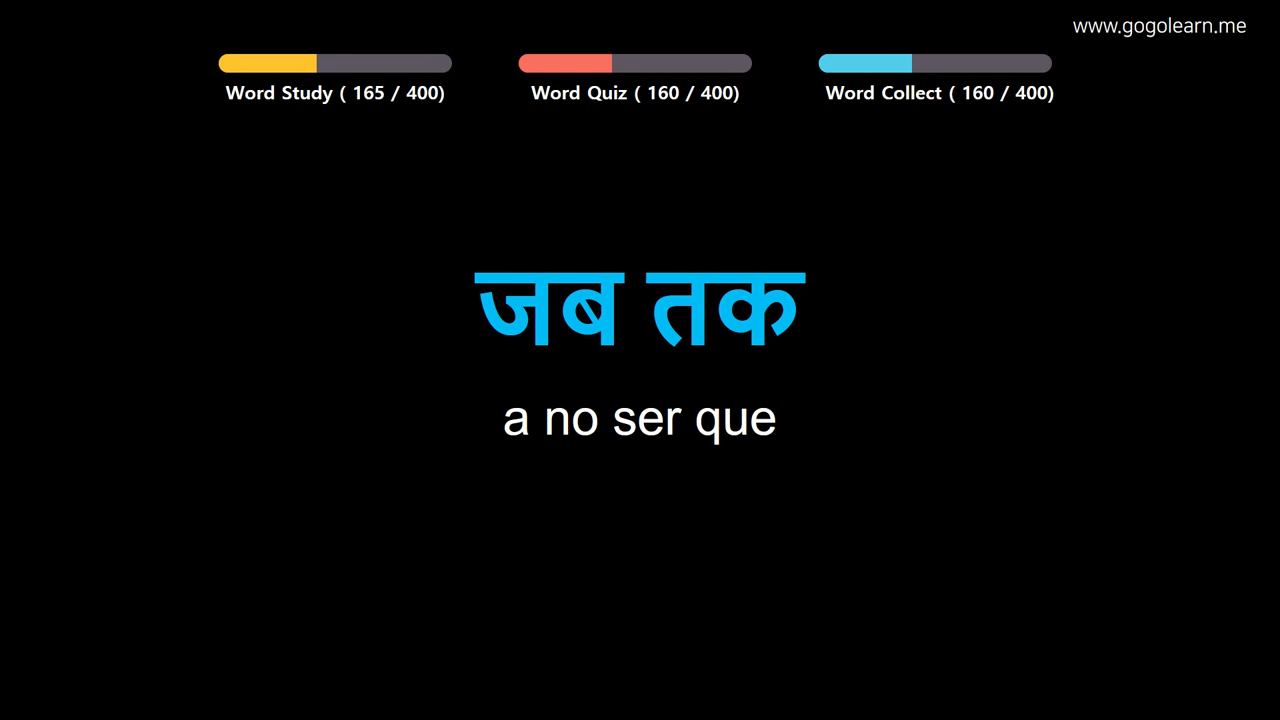 www.gogolearn.me
Word Study ( 165 / 400)
Word Quiz ( 160 / 400)
Word Collect ( 160 / 400)
जब तक
a no ser que